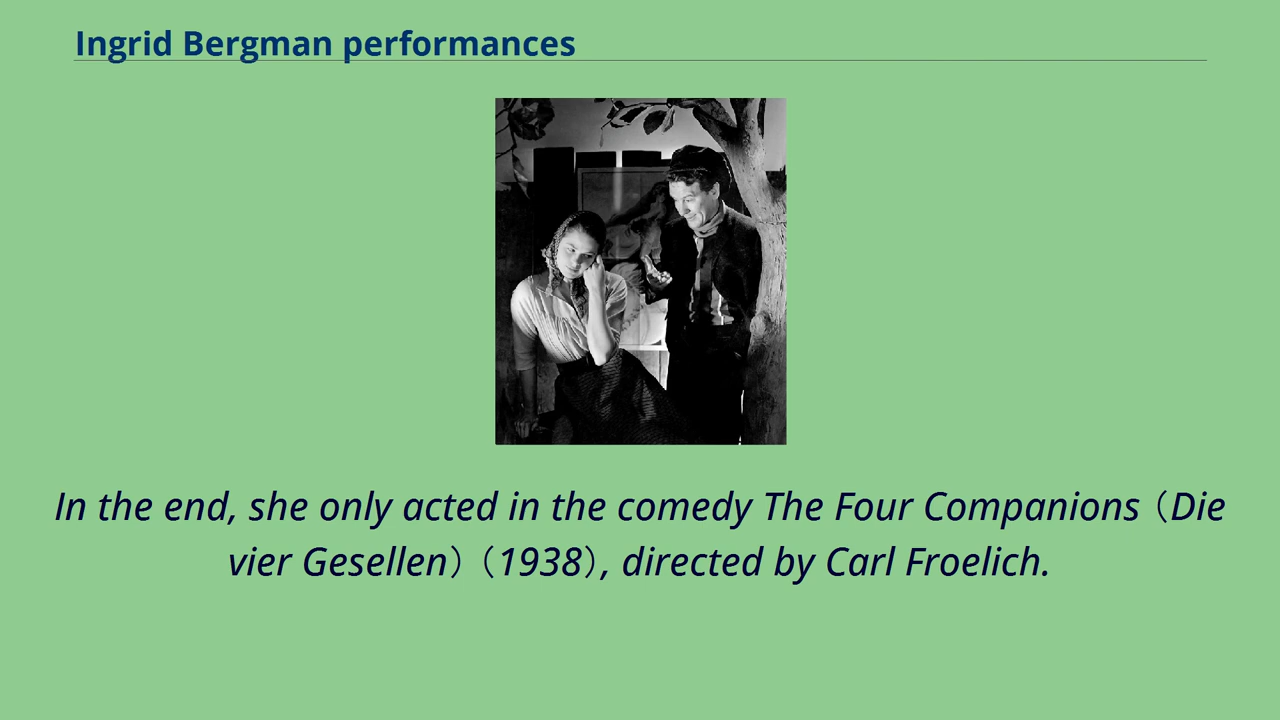 Ingrid Bergman performances
In the end, she only acted in the comedy The Four Companions（Die
vier Gesellen）（1938）, directed by Carl Froelich.